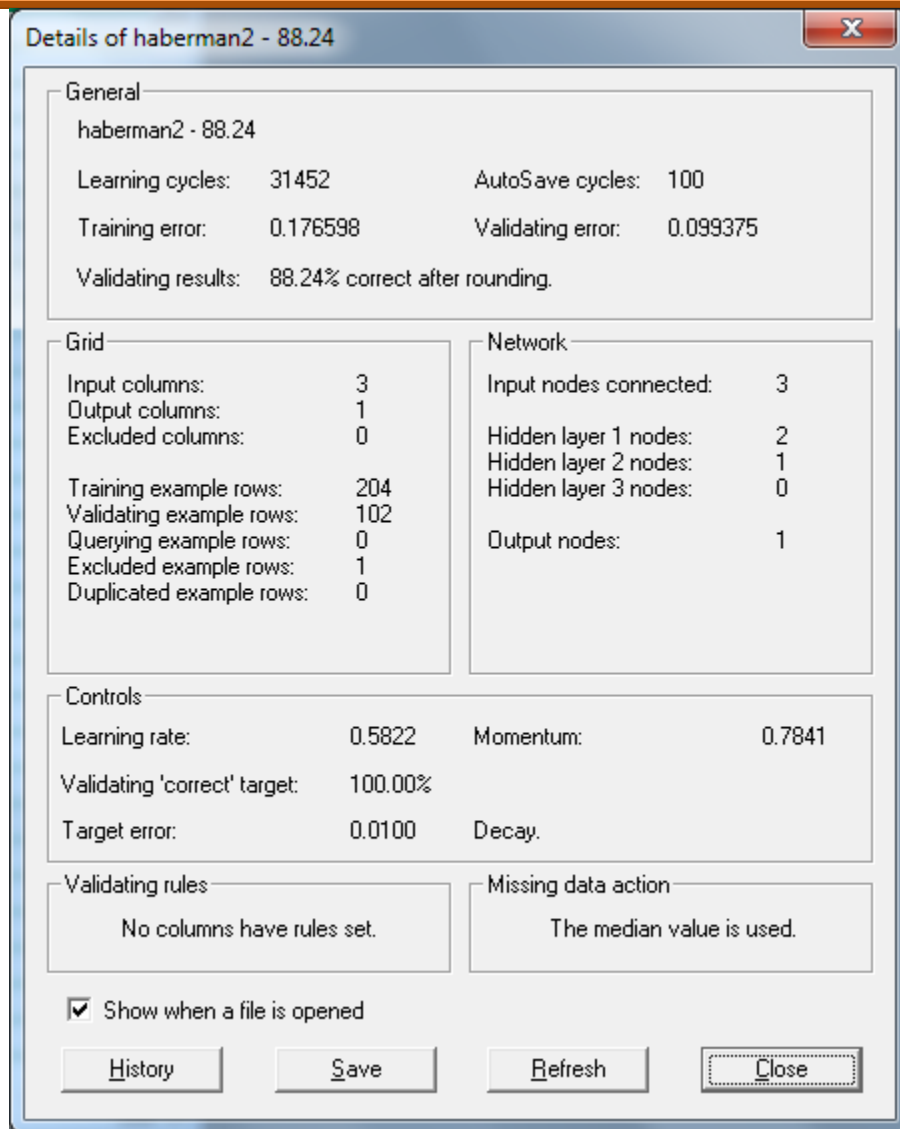 Details of haberman2 - 88.24
General
haberman2 - 88.24
Learning cycles: 31452 AutoSave cycles: 100
Training error: 0.176598 Validating error: 0.099375
Validating results: 88.24% correct after rounding.
Grid
Input columns: 3
Output columns: 1
Excluded columns: 0
Training example rows: 204
Validating example rows: 102
Querying example rows: 0
Excluded example rows: 1
Duplicated example rows: 0
Network
Input nodes connected: 3
Hidden layer 1 nodes: 2
Hidden layer 2 nodes: 1
Hidden layer 3 nodes: 0
Output nodes: 1
Controls
Learning rate: 0.5822 Momentum: 0.7841
Validating 'correct' target: 100.00%
Target error: 0.0100 Decay.
Validating rules
No columns have rules set.
Missing data action
The median value is used.
Show when a file is opened
History Save Refresh Close